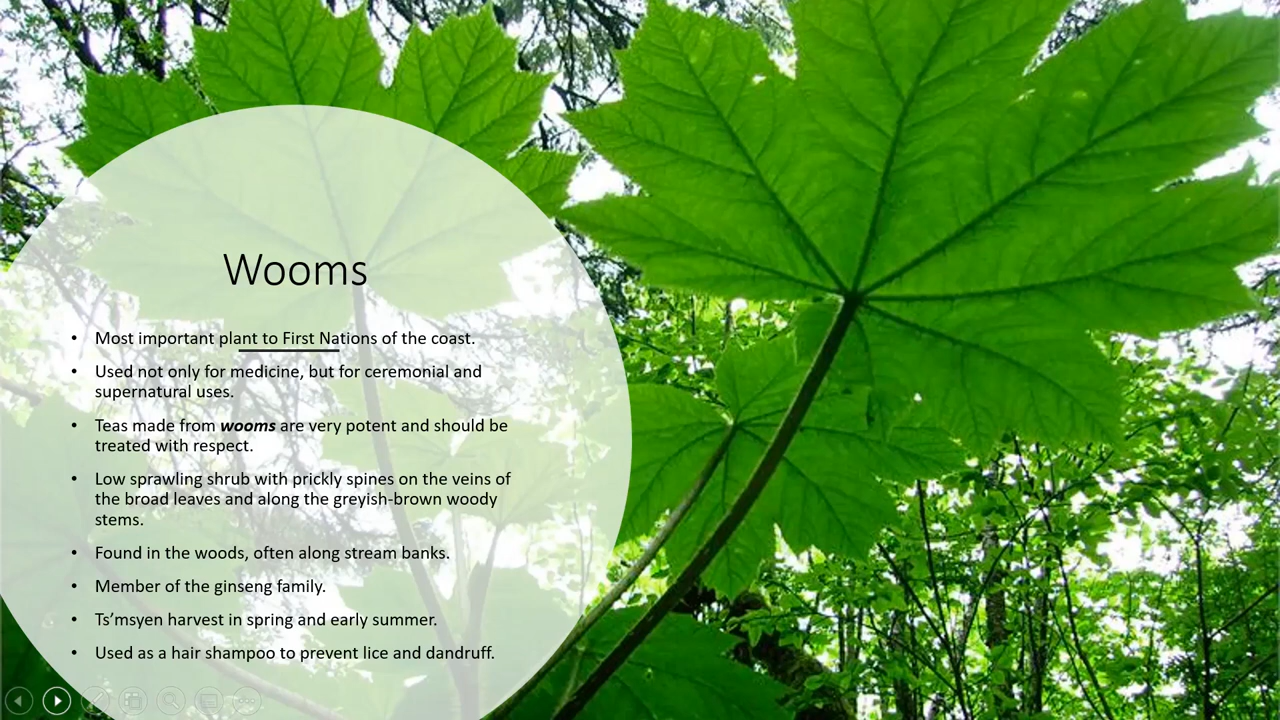 Wooms
• Most important plant to First Nations of the coast.
• Used not only for medicine, but for ceremonial and
supernatural uses.
• Teas made from wooms are very potent and should be
treated with respect.
• Low sprawling shrub with prickly spines on the veins of
the broad leaves and along the greyish-brown woody
stems.
• Found in the woods, often along stream banks.
• Member of the ginseng family.
• Ts’msyen harvest in spring and early summer.
• Used as a hair shampoo to prevent lice and dandruff.